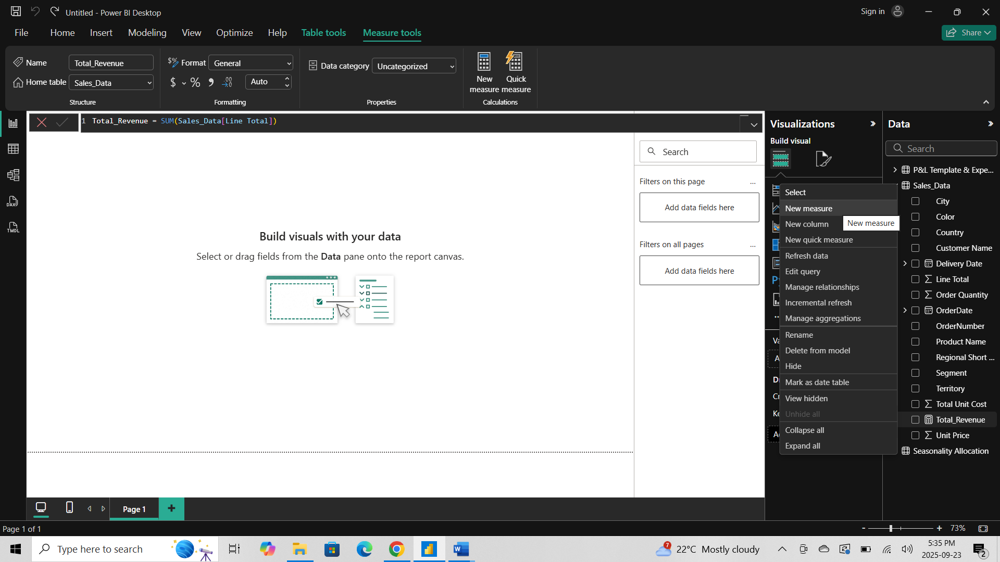 Untitled - Power BI Desktop
Sign in
File Home Insert Modeling View Optimize Help Table tools Measure tools
Share
Name Total_Revenue
Home table Sales_Data
Structure
Format General
$ % Auto
Formatting
Data category Uncategorized
Properties
New measure
Quick measure
Calculations
1 Total_Revenue = SUM(Sales_Data[Line Total])
Build visuals with your data
Select or drag fields from the Data pane onto the report canvas.
Search
Filters on this page ...
Add data fields here
Filters on all pages ...
Add data fields here
Visualizations
Build visual
Select
New measure
New measure
New column
New quick measure
Refresh data
Edit query
Manage relationships
Incremental refresh
Manage aggregations
Rename
Delete from model
Hide
Mark as date table
View hidden
Unhide all
Collapse all
Expand all
Data
Search
P&L Template & Expe...
Sales_Data
City
Color
Country
Customer Name
Delivery Date
Line Total
Order Quantity
OrderDate
OrderNumber
Product Name
Regional Short ...
Segment
Territory
Total Unit Cost
Total_Revenue
Unit Price
Seasonality Allocation
DAX
TMDL
Page 1
Page 1 of 1
- + 73%
Type here to search
7
22°C Mostly cloudy
5:35 PM
2025-09-23
2